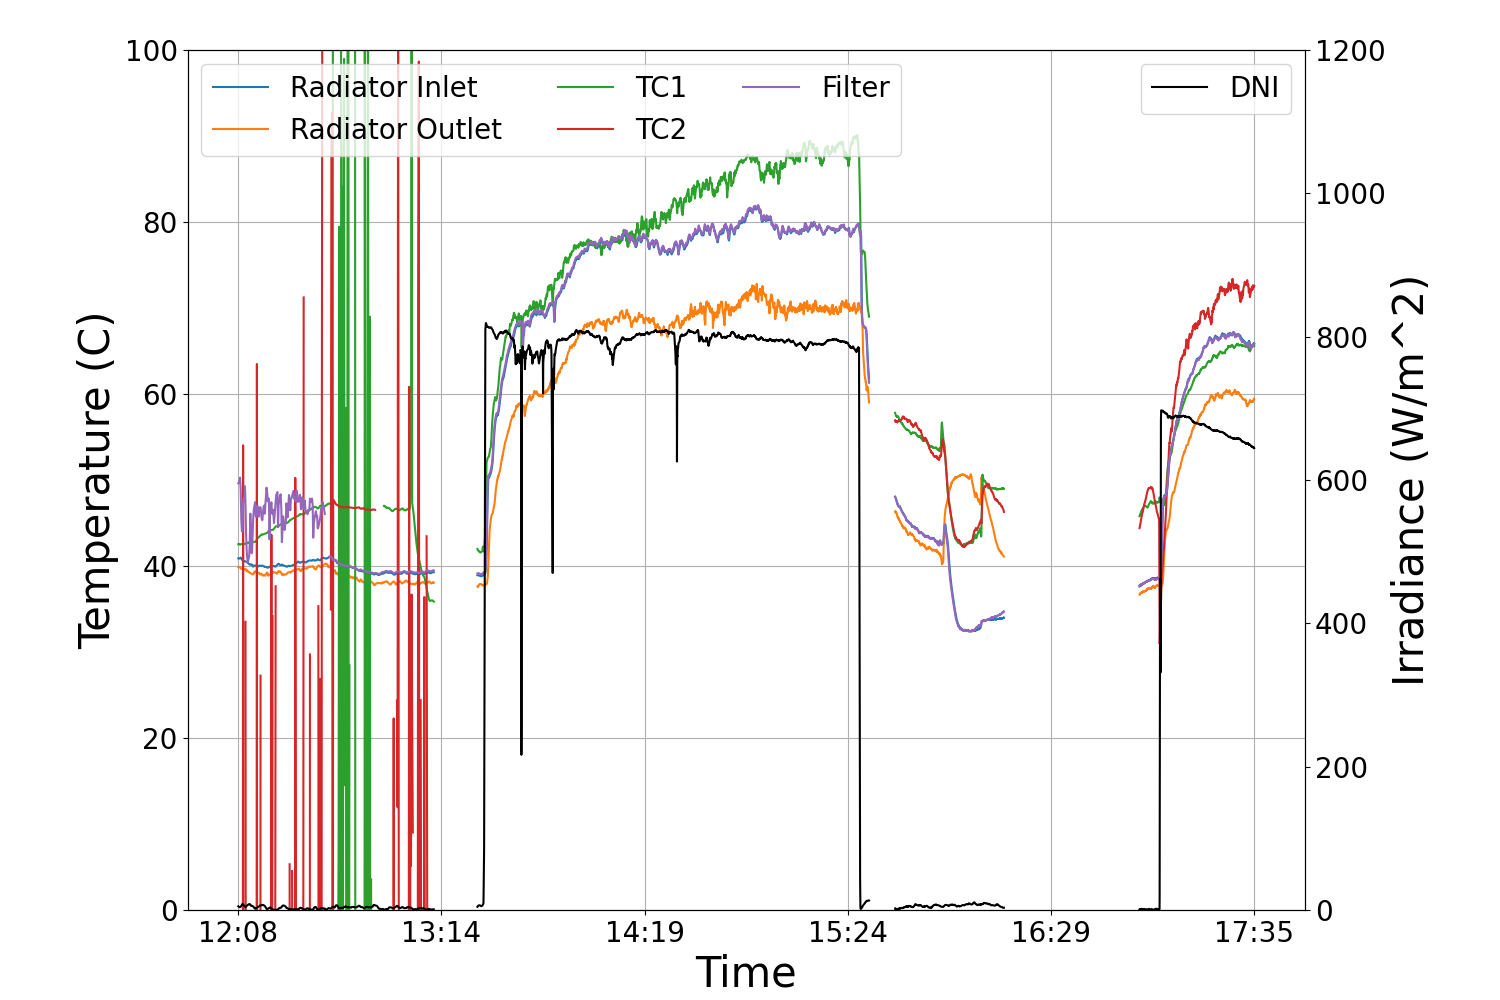 100
80
60
40
20
0
Temperature (C)
Radiator Inlet
Radiator Outlet
TC1
TC2
Filter
DNI
1200
1000
800
600
400
200
0
Irradiance (W/m^2)
12:08 13:14 14:19 15:24 16:29 17:35
Time